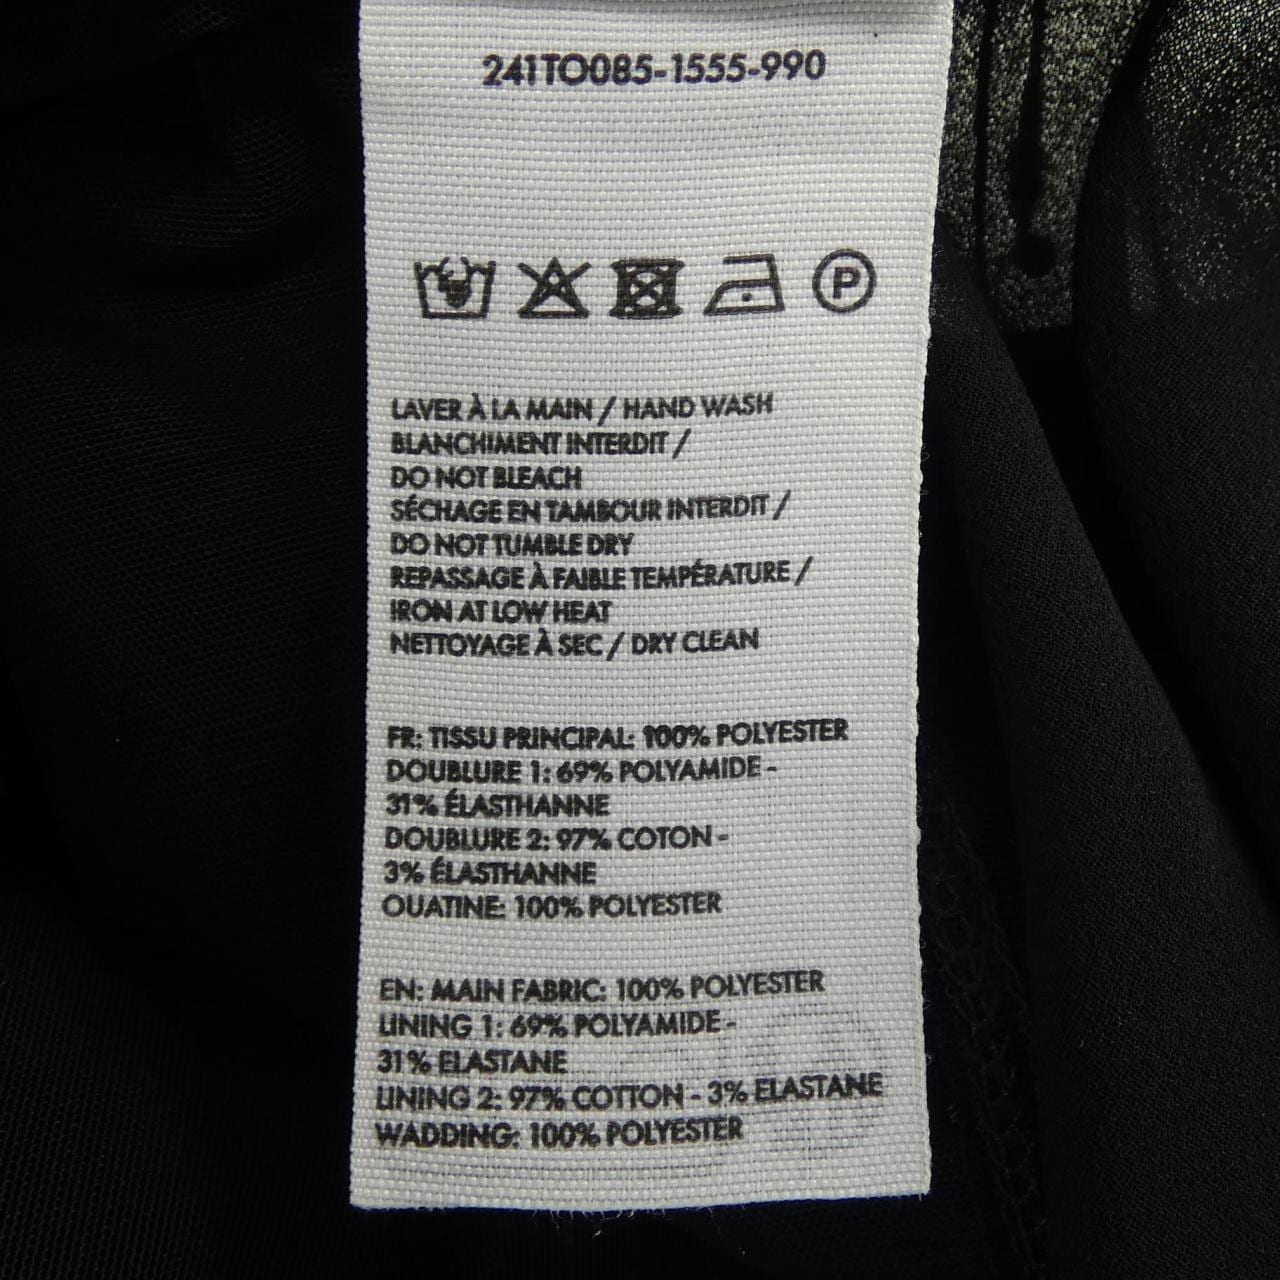 241TO085-1555-990
P
LAVER À LA MAIN / HAND WASH
BLANCHIMENT INTERDIT /
DO NOT BLEACH
SÉCHAGE EN TAMBOUR INTERDIT /
DO NOT TUMBLE DRY
REPASSAGE À FAIBLE TEMPÉRATURE /
IRON AT LOW HEAT
NETTOYAGE À SEC / DRY CLEAN
FR: TISSU PRINCIPAL: 100% POLYESTER
DOUBLURE 1: 69% POLYAMIDE -
31% ÉLASTHANNE
DOUBLURE 2: 97% COTON -
3% ÉLASTHANNE
OUATINE: 100% POLYESTER
EN: MAIN FABRIC: 100% POLYESTER
LINING 1: 69% POLYAMIDE -
31% ELASTANE
LINING 2: 97% COTTON - 3% ELASTANE
WADDING: 100% POLYESTER